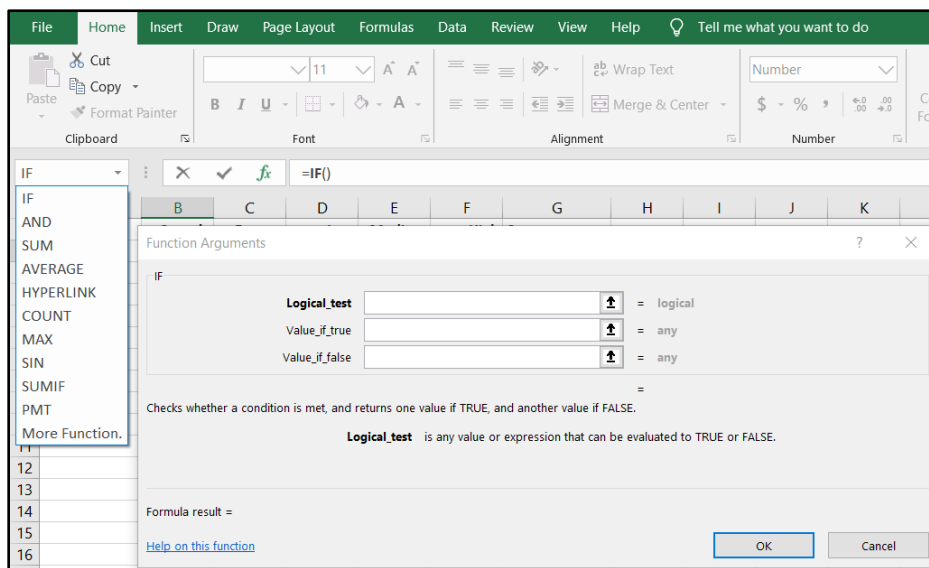 File Home Insert Draw Page Layout Formulas Data Review View Help Tell me what you want to do
Cut
Copy
Format Painter
Paste
Clipboard
11 A A
B I U A
Font
ab Wrap Text
Merge & Center
Alignment
Number
$ % , .00 .00
Number
IF
fx =IF()
IF
AND
SUM
AVERAGE
HYPERLINK
COUNT
MAX
SIN
SUMIF
PMT
More Function.
B C D E F G H I J K
Function Arguments ?
IF
Logical_test = logical
Value_if_true = any
Value_if_false = any
=
Checks whether a condition is met, and returns one value if TRUE, and another value if FALSE.
Logical_test is any value or expression that can be evaluated to TRUE or FALSE.
Formula result =
Help on this function
OK Cancel
12
13
14
15
16